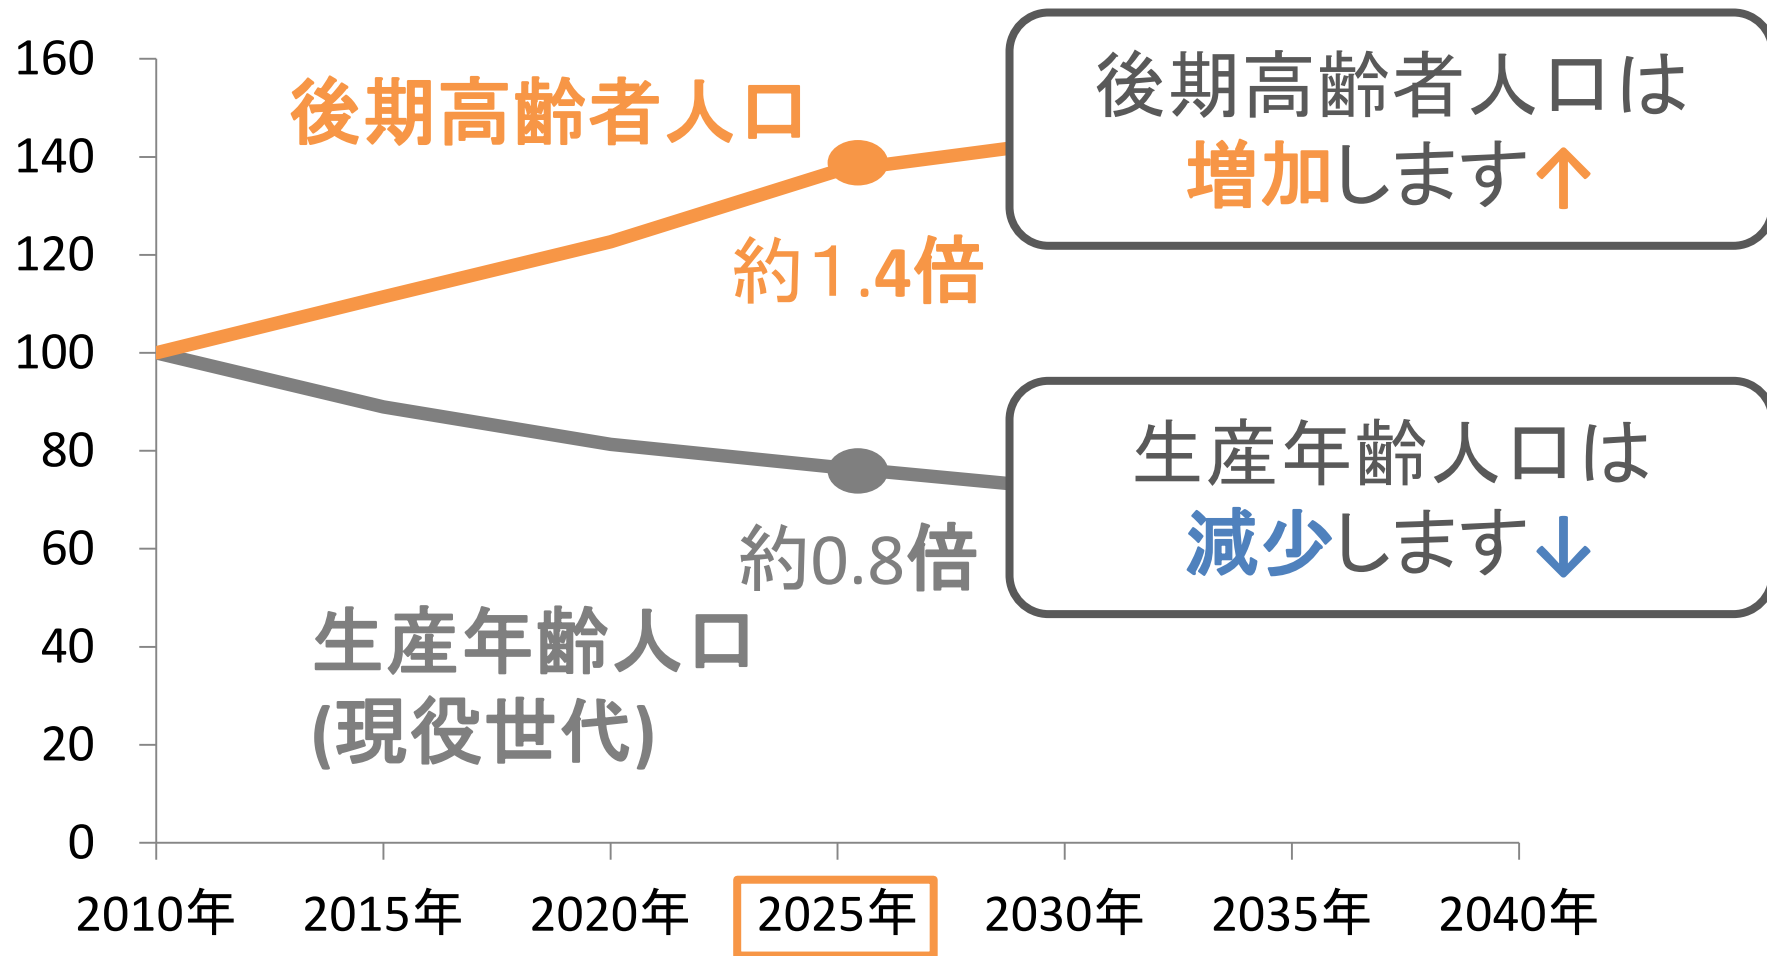 160
140
120
100
80
60
40
20
0
後期高齢者人口
約１.4倍
後期高齢者人口は
増加します↑
生産年齢人口は
減少します↓
約0.8倍
生産年齢人口
(現役世代)
2010年 2015年 2020年 2025年 2030年 2035年 2040年